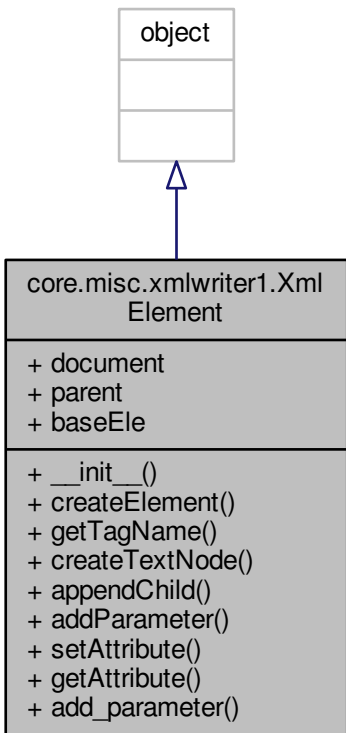 object
core.misc.xmlwriter1.Xml
Element
+ document
+ parent
+ baseEle
+ __init__()
+ createElement()
+ getTagName()
+ createTextNode()
+ appendChild()
+ addParameter()
+ setAttribute()
+ getAttribute()
+ add_parameter()